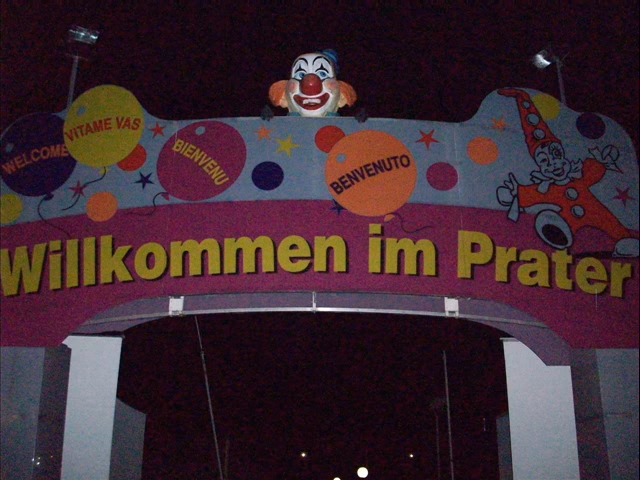 WELCOME
VITAME VAS
BIENVENU
BENVENUTO
Willkommen im Prater